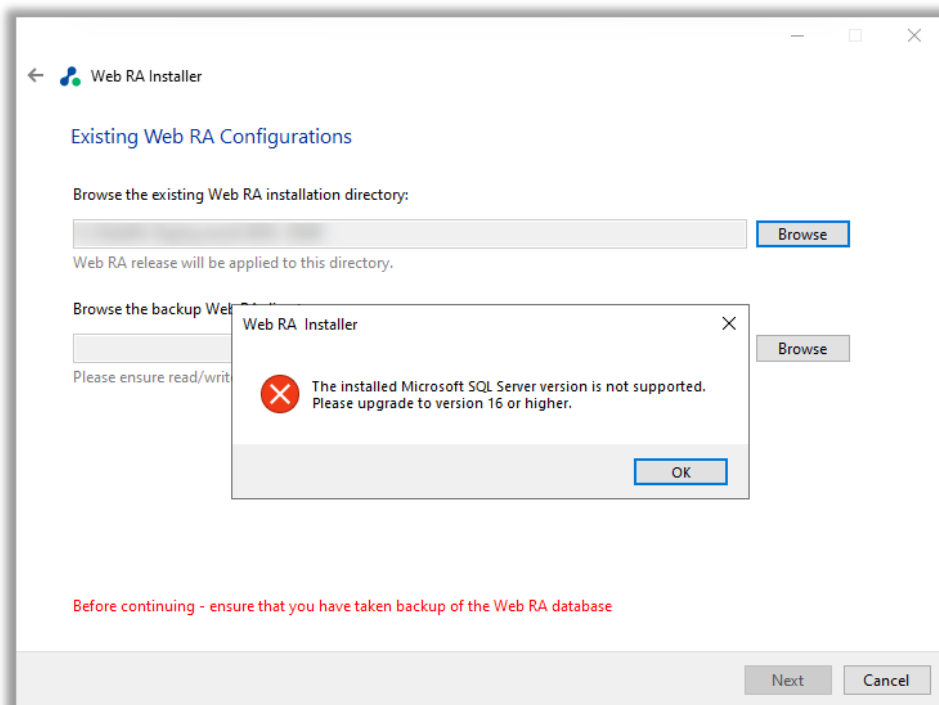 Web RA Installer
Existing Web RA Configurations
Browse the existing Web RA installation directory:
Browse
Web RA release will be applied to this directory.
Browse the backup Web
Browse
Please ensure read/write
Web RA Installer
The installed Microsoft SQL Server version is not supported.
Please upgrade to version 16 or higher.
OK
Before continuing - ensure that you have taken backup of the Web RA database
Next
Cancel